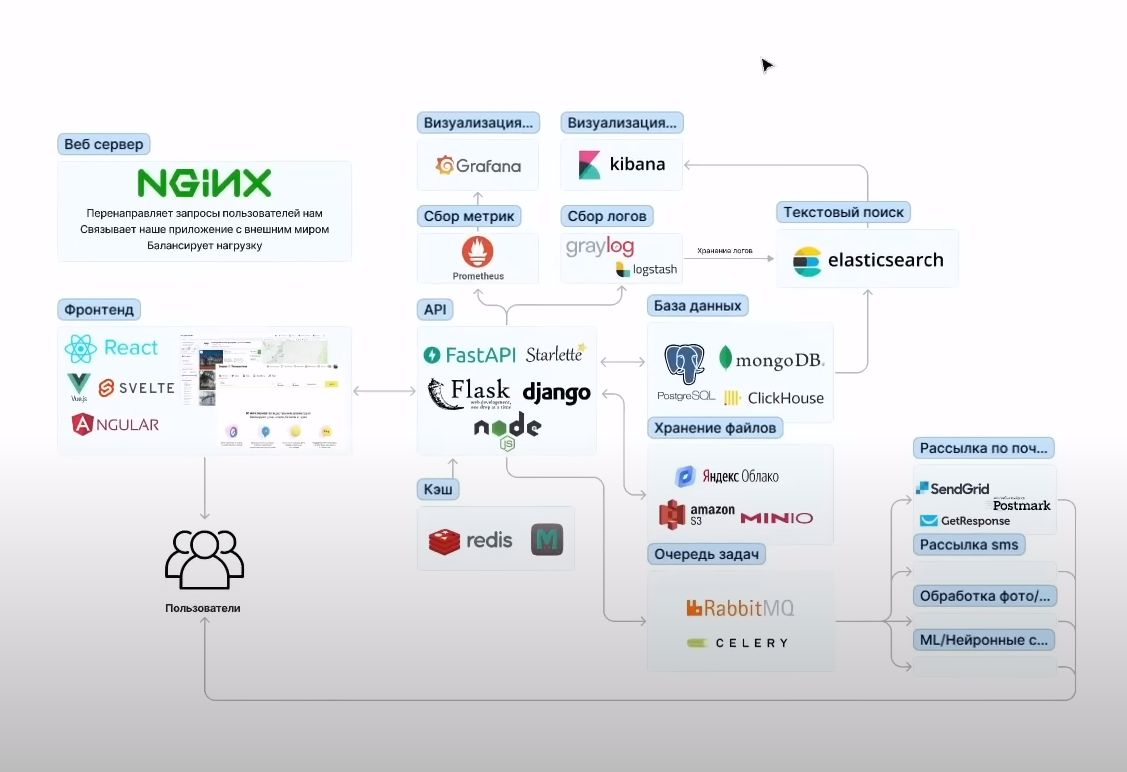 Веб сервер
NGINX
Перенаправляет запросы пользователей нам
Связывает наше приложение с внешним миром
Балансирует нагрузку
Визуализация...
Grafana
Визуализация...
kibana
Сбор метрик
Prometheus
Сбор логов
graylog
logstash
Хранение логов
Текстовый поиск
elasticsearch
Фронтенд
React
Vue.js
SVELTE
ANGULAR
API
FastAPI
Starlette
Flask
web development,
one drop at a time
django
node
JS
База данных
PostgreSQL
mongoDB.
ClickHouse
Хранение файлов
Яндекс Облако
amazon
S3
MINIO
Кэш
redis
M
Очередь задач
RabbitMQ
CELERY
Рассылка по поч...
SendGrid
Postmark
GetResponse
Рассылка sms
Обработка фото/...
ML/Нейронные с...
Пользователи